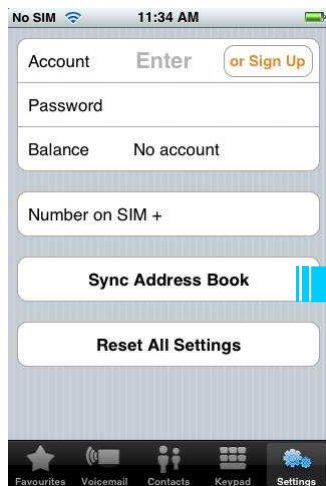 No SIM 11:34 AM
Account Enter or Sign Up
Password
Balance No account
Number on SIM +
Sync Address Book
Reset All Settings
Favourites Voicemail Contacts Keypad Settings